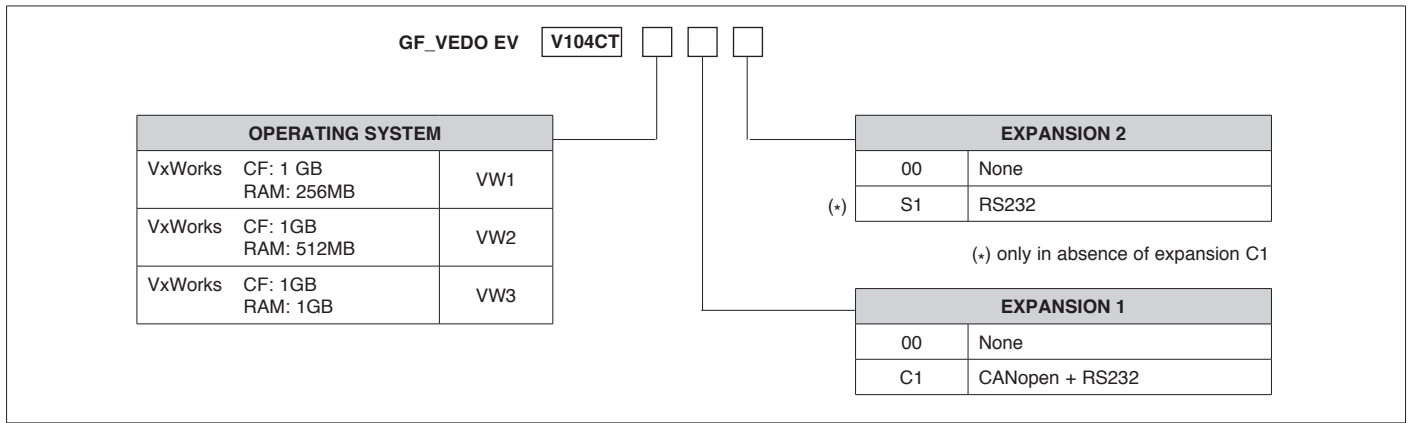 GF_VEDO EV V104CT
OPERATING SYSTEM
VxWorks CF: 1 GB
RAM: 256MB
VW1
VxWorks CF: 1GB
RAM: 512MB
VW2
VxWorks CF: 1GB
RAM: 1GB
VW3
EXPANSION 2
00 None
(*) S1 RS232
(*) only in absence of expansion C1
EXPANSION 1
00 None
C1 CANopen + RS232